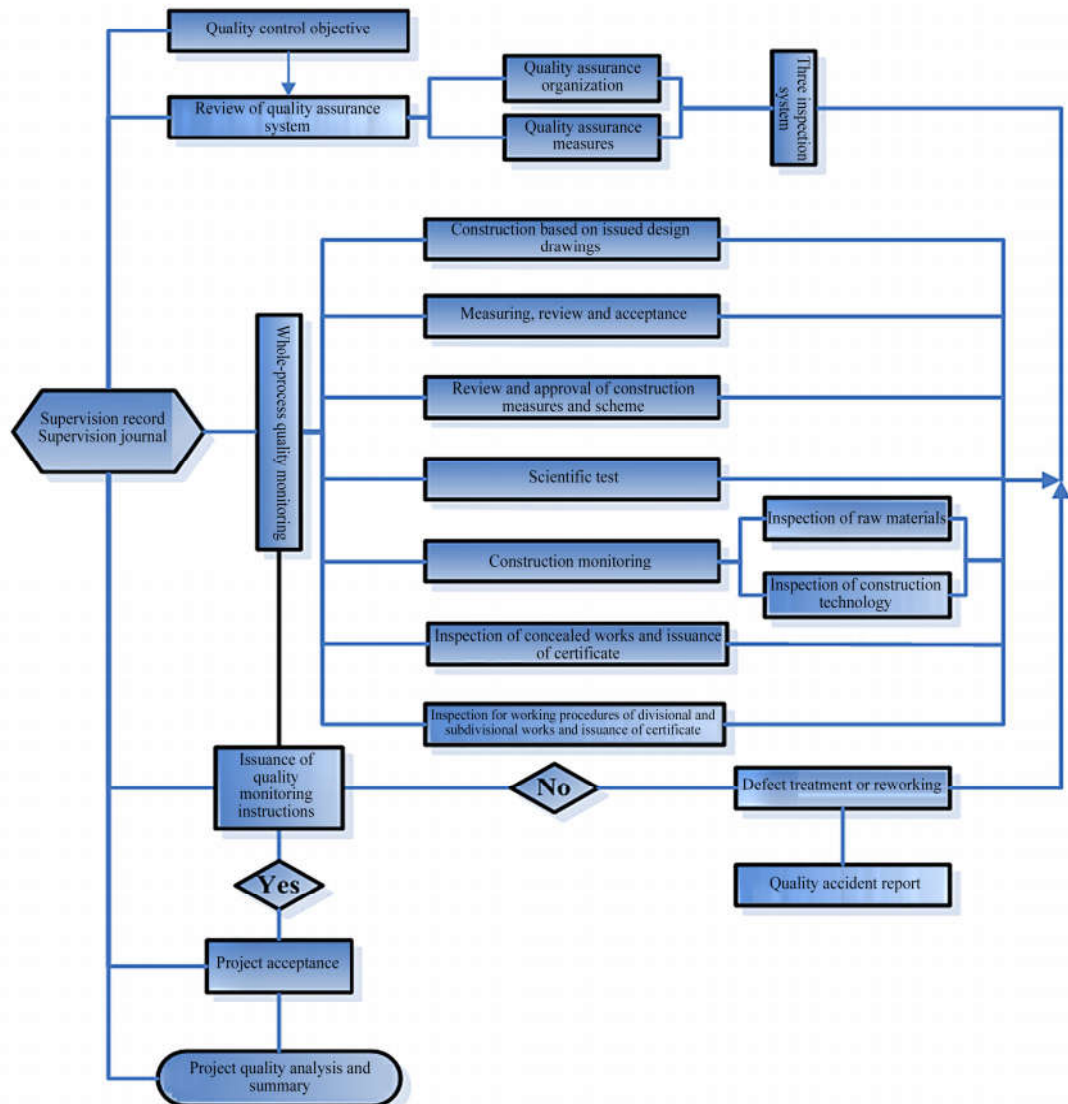 Quality control objective
Review of quality assurance
system
Quality assurance
organization
Quality assurance
measures
Three inspection
system
Construction based on issued design
drawings
Measuring, review and acceptance
Whole-process quality monitoring
Review and approval of construction
measures and scheme
Supervision record
Supervision journal
Scientific test
Inspection of raw materials
Construction monitoring
Inspection of construction
technology
Inspection of concealed works and issuance
of certificate
Inspection for working procedures of divisional and
subdivisional works and issuance of certificate
Issuance of
quality
monitoring
instructions
No
Defect treatment or reworking
Yes
Quality accident report
Project acceptance
Project quality analysis and
summary